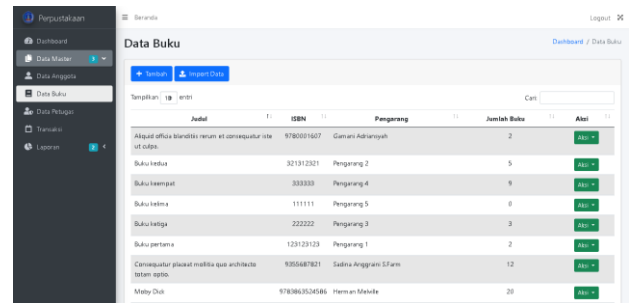 Perpustakaan
Beranda
Logout
Dashboard
Data Master 3
Data Anggota
Data Buku
Data Petugas
Transaksi
Laporan 2
Data Buku
Dashboard / Data Buku
+ Tambah
Import Data
Tampilkan 10 entri
Cari:
Judul ISBN Pengarang Jumlah Buku Aksi
Aliquid officia blanditiis rerum et consequatur iste 9780001607 Gamani Adriansyah 2 Aksi
ut culpa.
Buku kedua 321312321 Pengarang 2 5 Aksi
Buku keempat 333333 Pengarang 4 9 Aksi
Buku kelima 111111 Pengarang 5 0 Aksi
Buku ketiga 222222 Pengarang 3 3 Aksi
Buku pertama 123123123 Pengarang 1 2 Aksi
Consequatur placeat mollitia quo architecto 9355687821 Sadina Anggraini S.Farm 12 Aksi
totam optio.
Moby Dick 9783863524586 Herman Melville 20 Aksi